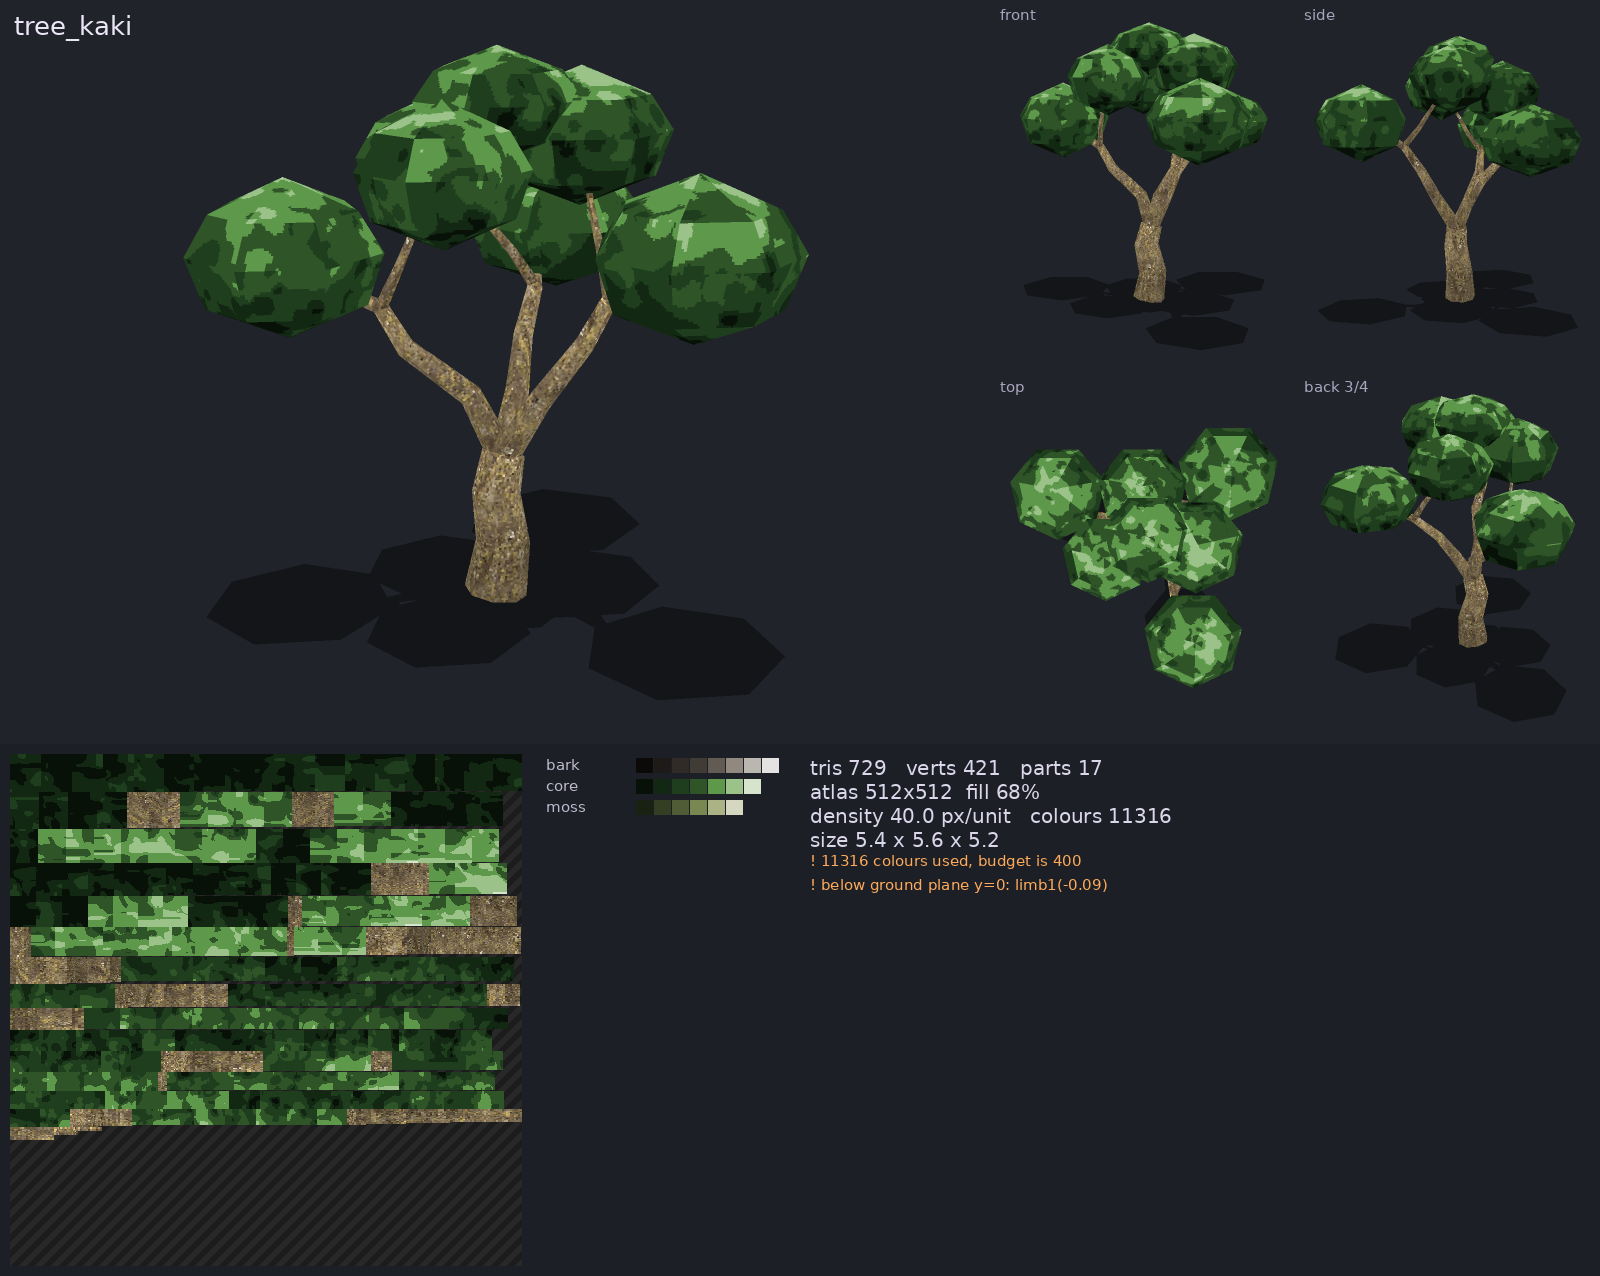 tree_kaki
front
side
top
back 3/4
bark
core
moss
tris 729   verts 421   parts 17
atlas 512x512  fill 68%
density 40.0 px/unit   colours 11316
size 5.4 x 5.6 x 5.2
! 11316 colours used, budget is 400
! below ground plane y=0: limb1(-0.09)